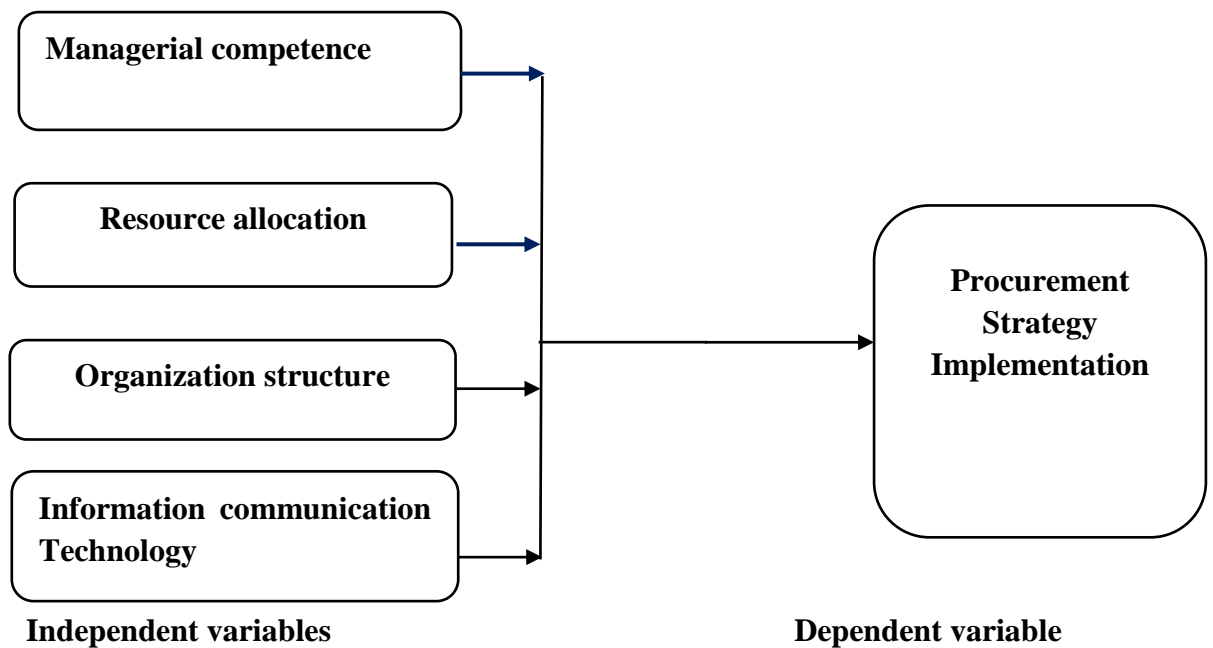 Managerial competence
Resource allocation
Organization structure
Information communication
Technology
Procurement
Strategy
Implementation
Independent variables
Dependent variable